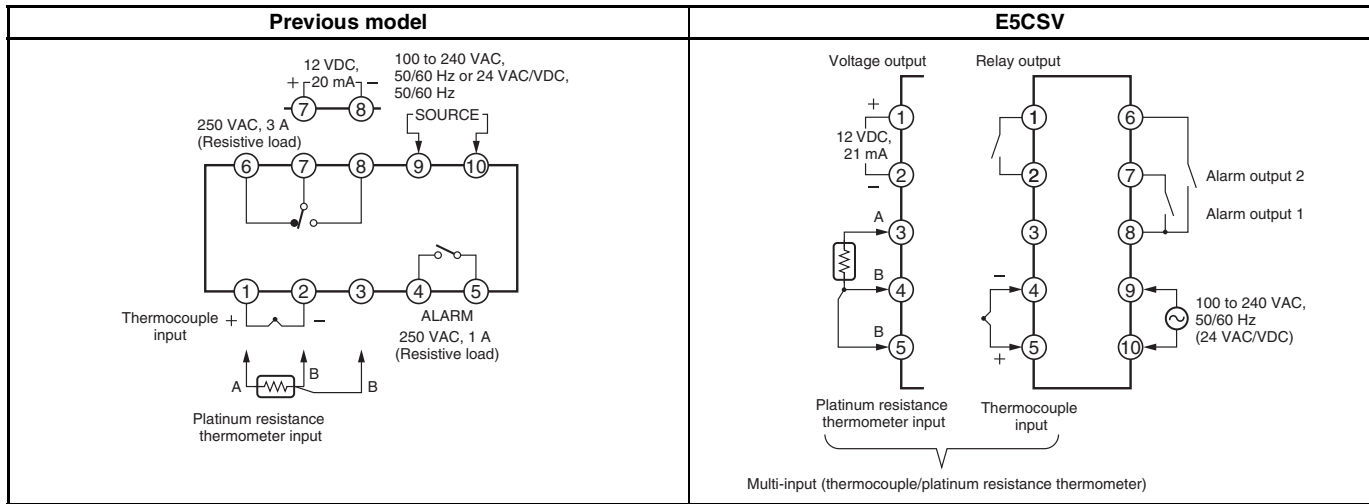 Previous model
E5CSV
12 VDC,
20 mA
+
−
100 to 240 VAC,
50/60 Hz or 24 VAC/VDC,
50/60 Hz
7
8
SOURCE
250 VAC, 3 A
(Resistive load)
6
7
8
9
10
1
2
3
4
5
Thermocouple
input
+
−
ALARM
250 VAC, 1 A
(Resistive load)
A
B
B
Platinum resistance
thermometer input
Voltage output
Relay output
+
1
12 VDC,
21 mA
2
−
A
3
B
4
B
5
1
2
3
−
4
+
5
6
7
8
9
10
Alarm output 2
Alarm output 1
100 to 240 VAC,
50/60 Hz
(24 VAC/VDC)
Platinum resistance
thermometer input
Thermocouple
input
Multi-input (thermocouple/platinum resistance thermometer)